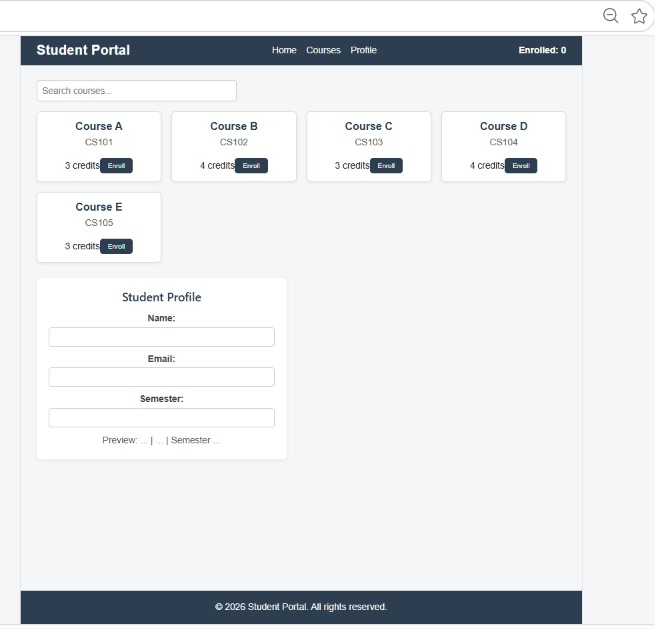 Student Portal Home Courses Profile Enrolled: 0
Search courses...
Course A
CS101
3 credits Enroll
Course B
CS102
4 credits Enroll
Course C
CS103
3 credits Enroll
Course D
CS104
4 credits Enroll
Course E
CS105
3 credits Enroll
Student Profile
Name:
Email:
Semester:
Preview: ... | ... | Semester ...
© 2026 Student Portal. All rights reserved.